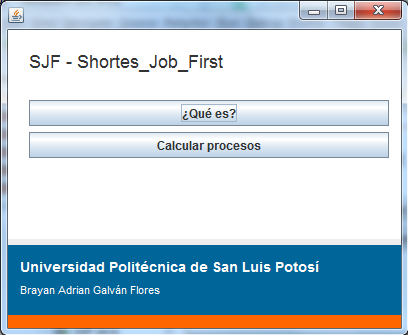 SJF - Shortes_Job_First
¿Qué es?
Calcular procesos
Universidad Politécnica de San Luis Potosí
Brayan Adrian Galván Flores